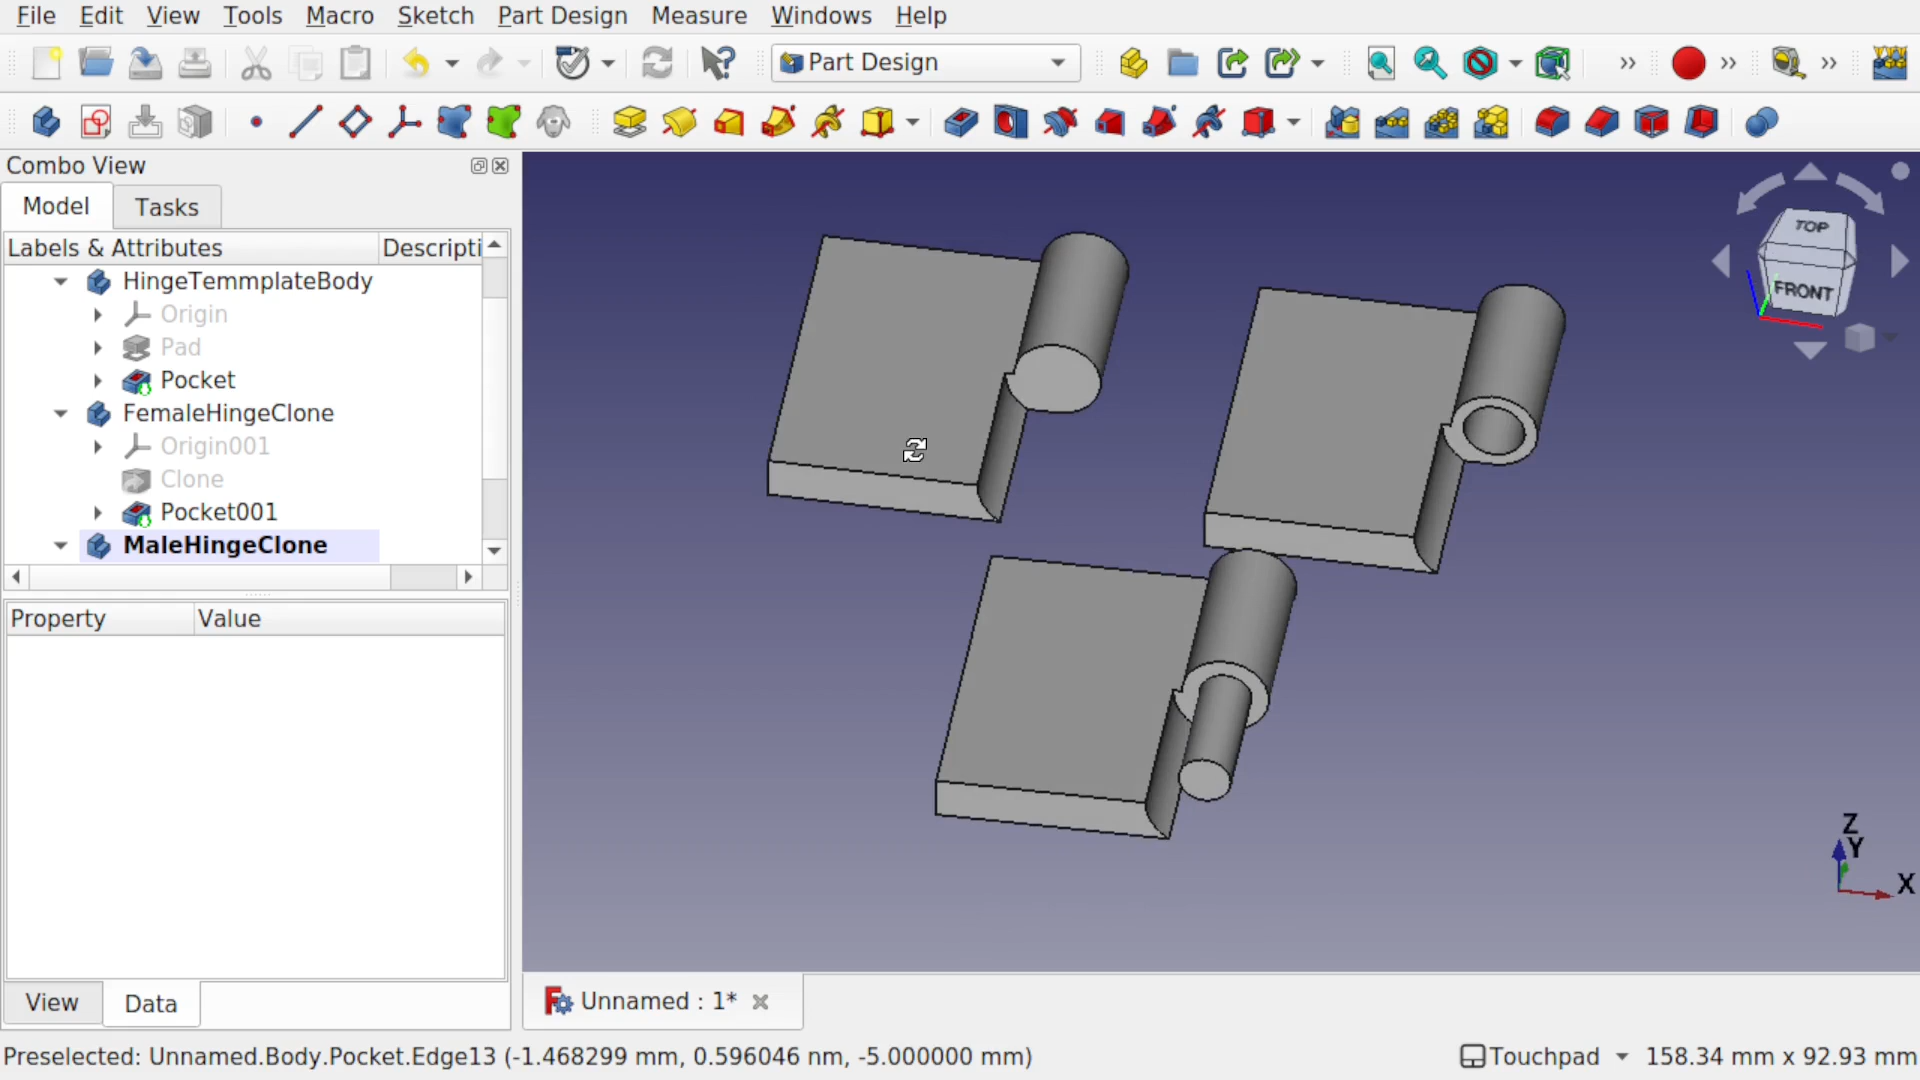 File Edit View Tools Macro Sketch Part Design Measure Windows Help
Part Design
Combo View
Model Tasks
Labels & Attributes Descripti
HingeTemmplateBody
Origin
Pad
Pocket
FemaleHingeClone
Origin001
Clone
Pocket001
MaleHingeClone
Property Value
View Data
TOP
FRONT
Z
Y
X
Unnamed : 1*
Preselected: Unnamed.Body.Pocket.Edge13 (-1.468299 mm, 0.596046 nm, -5.000000 mm)
Touchpad 158.34 mm x 92.93 mm